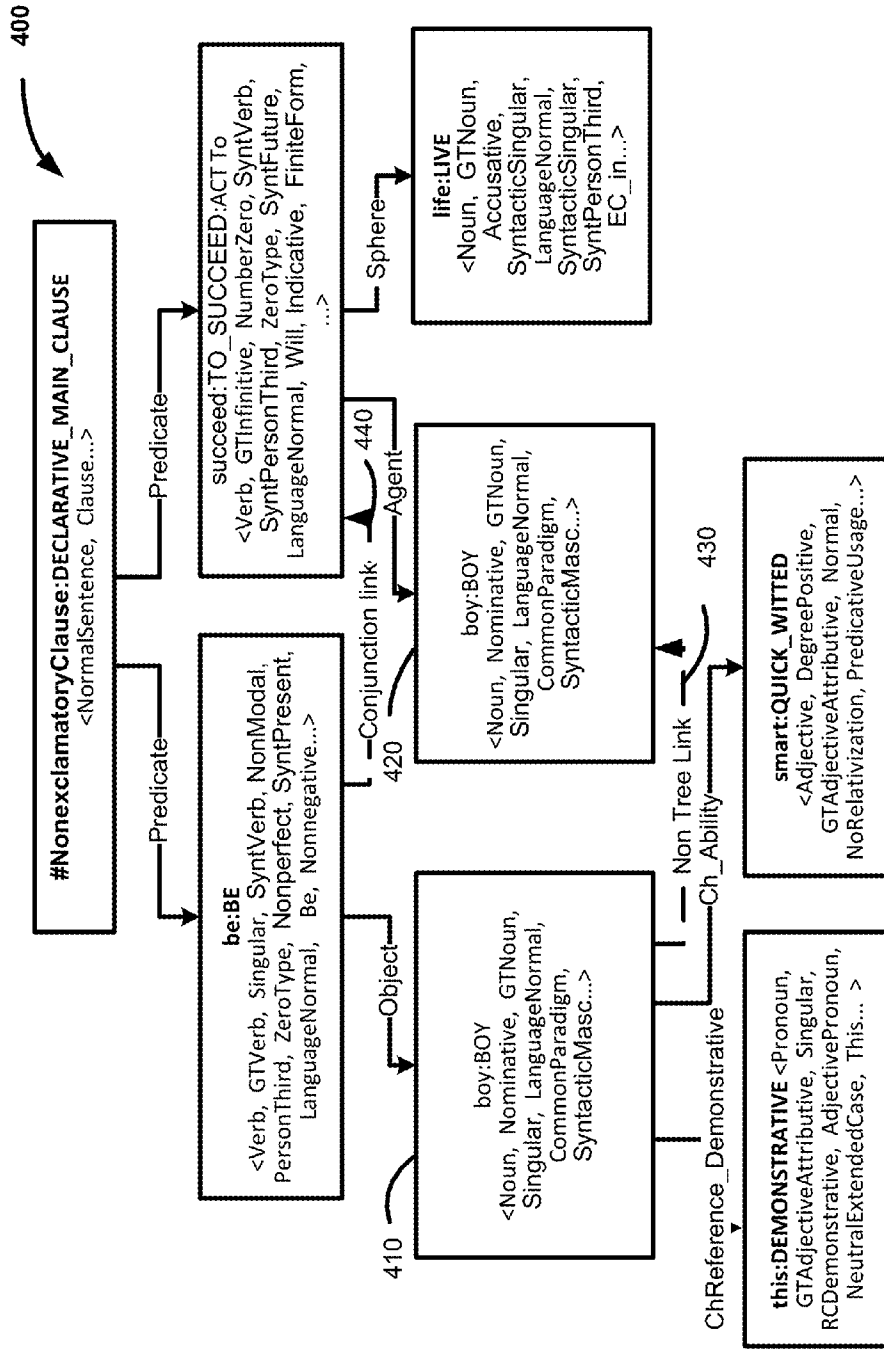 400
#NonexclamatoryClause:DECLARATIVE_MAIN_CLAUSE
<NormalSentence, Clause...>
Predicate
Predicate
be:BE
<Verb, GTVerb, Singular, SyntVerb, NonModal,
PersonThird, ZeroType, Nonperfect, SyntPresent,
LanguageNormal, Be, Nonnegative...>
succeed:TO_SUCCEED:ACT To
<Verb, GTInfinitive, NumberZero, SyntVerb,
SyntPersonThird, ZeroType, SyntFuture,
LanguageNormal, Will, Indicative, FiniteForm,
...>
Object
Conjunction link
440
Agent
Sphere
410
boy:BOY
<Noun, Nominative, GTNoun,
Singular, LanguageNormal,
CommonParadigm,
SyntacticMasc...>
420
boy:BOY
<Noun, Nominative, GTNoun,
Singular, LanguageNormal,
CommonParadigm,
SyntacticMasc...>
life:LIVE
<Noun, GTNoun,
Accusative,
SyntacticSingular,
LanguageNormal,
SyntacticSingular,
SyntPersonThird,
EC_in...>
ChReference_Demonstrative
Non Tree Link
Ch_Ability
430
this:DEMONSTRATIVE <Pronoun,
GTAdjectiveAttributive, Singular,
RCDemonstrative, AdjectivePronoun,
NeutralExtendedCase, This... >
smart:QUICK_WITTED
<Adjective, DegreePositive,
GTAdjectiveAttributive, Normal,
NoRelativization, PredicativeUsage...>